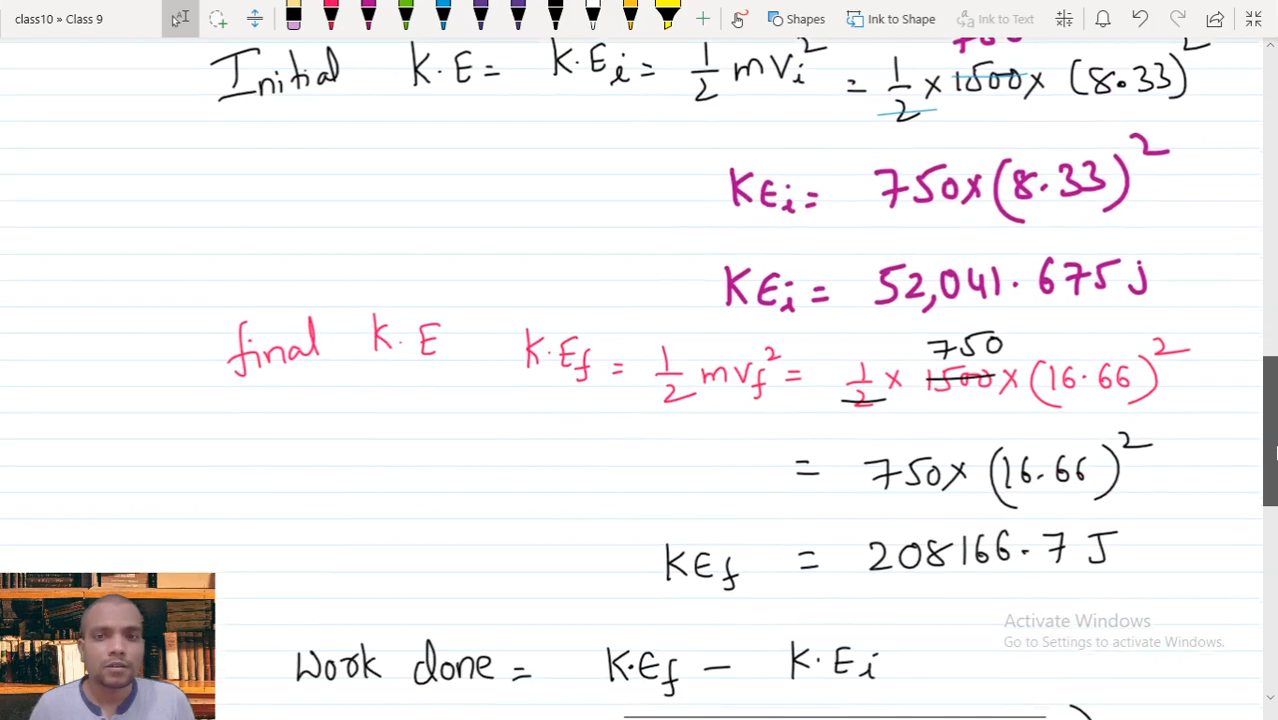 class10 » Class 9
Shapes
Ink to Shape
Ink to Text
Initial K.E = K.Ei = 1/2 mvi² = 1/2 × 1500 × (8.33)²
KEi = 750×(8.33)²
KEi = 52,041.675 j
final K.E K.Ef = 1/2 mvf² = 1/2 × 1500 × (16.66)²
750
= 750× (16.66)²
KEf = 208166.7 J
Activate Windows
Go to Settings to activate Windows.
Work done = K.Ef − K.Ei